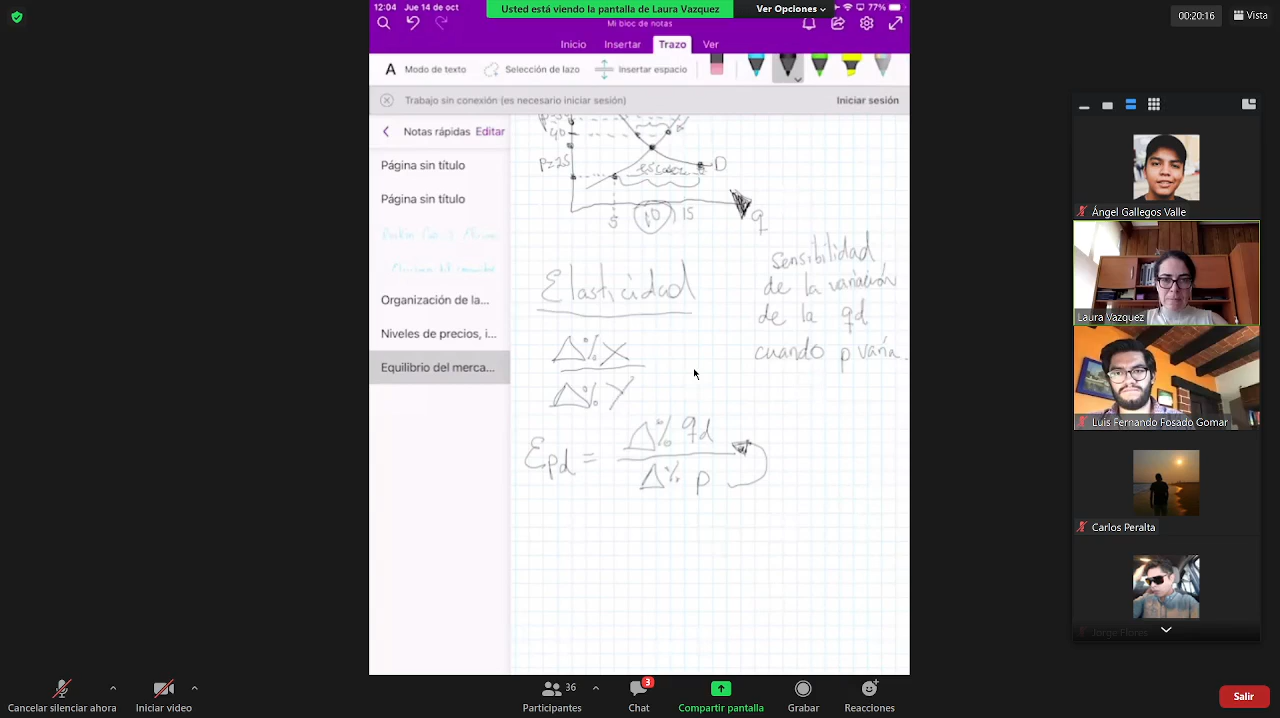 12:04 Jue 14 de oct
Usted está viendo la pantalla de Laura Vazquez
Ver Opciones
77%
00:20:16
Vista
Mi bloc de notas
Inicio
Insertar
Trazo
Ver
A Modo de texto
Selección de lazo
Insertar espacio
Trabajo sin conexión (es necesario iniciar sesión)
Iniciar sesión
Notas rápidas
Editar
Página sin título
Página sin título
Organización de la...
Niveles de precios, i...
Equilibrio del merca...
40
p=25
D
5
10
15
q
Elasticidad
Δ% X
Δ% Y
Epd = Δ% qd
Δ% p
Sensibilidad
de la variación
de la qd
cuando p varía.
Ángel Gallegos Valle
Laura Vazquez
Luis Fernando Fosado Gomar
Carlos Peralta
Jorge Flores
Cancelar silenciar ahora
Iniciar video
36
Participantes
3
Chat
Compartir pantalla
Grabar
Reacciones
Salir